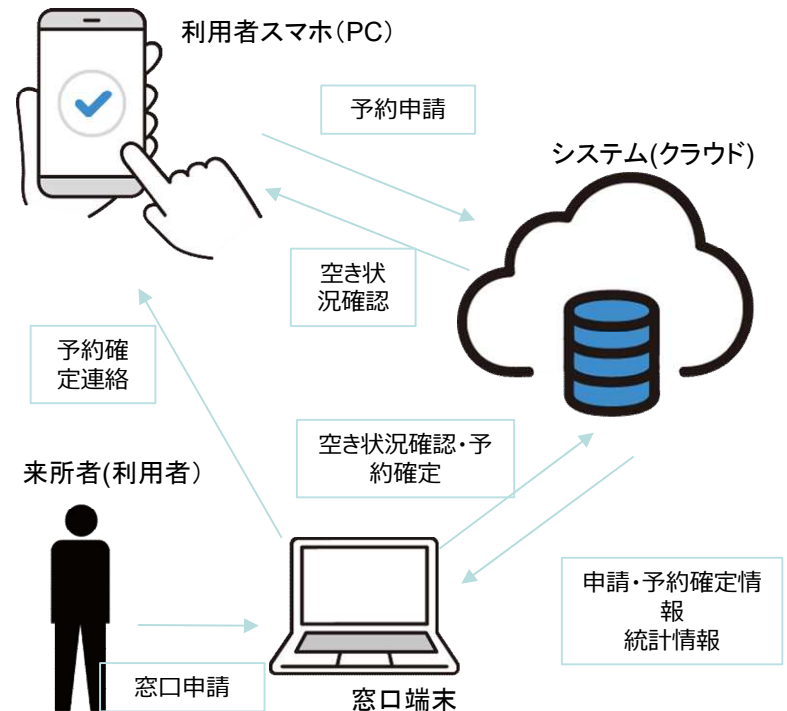 利用者スマホ（PC）
予約申請
システム(クラウド)
空き状
況確認
予約確
定連絡
空き状況確認・予
約確定
来所者(利用者）
申請・予約確定情
報
統計情報
窓口申請
窓口端末